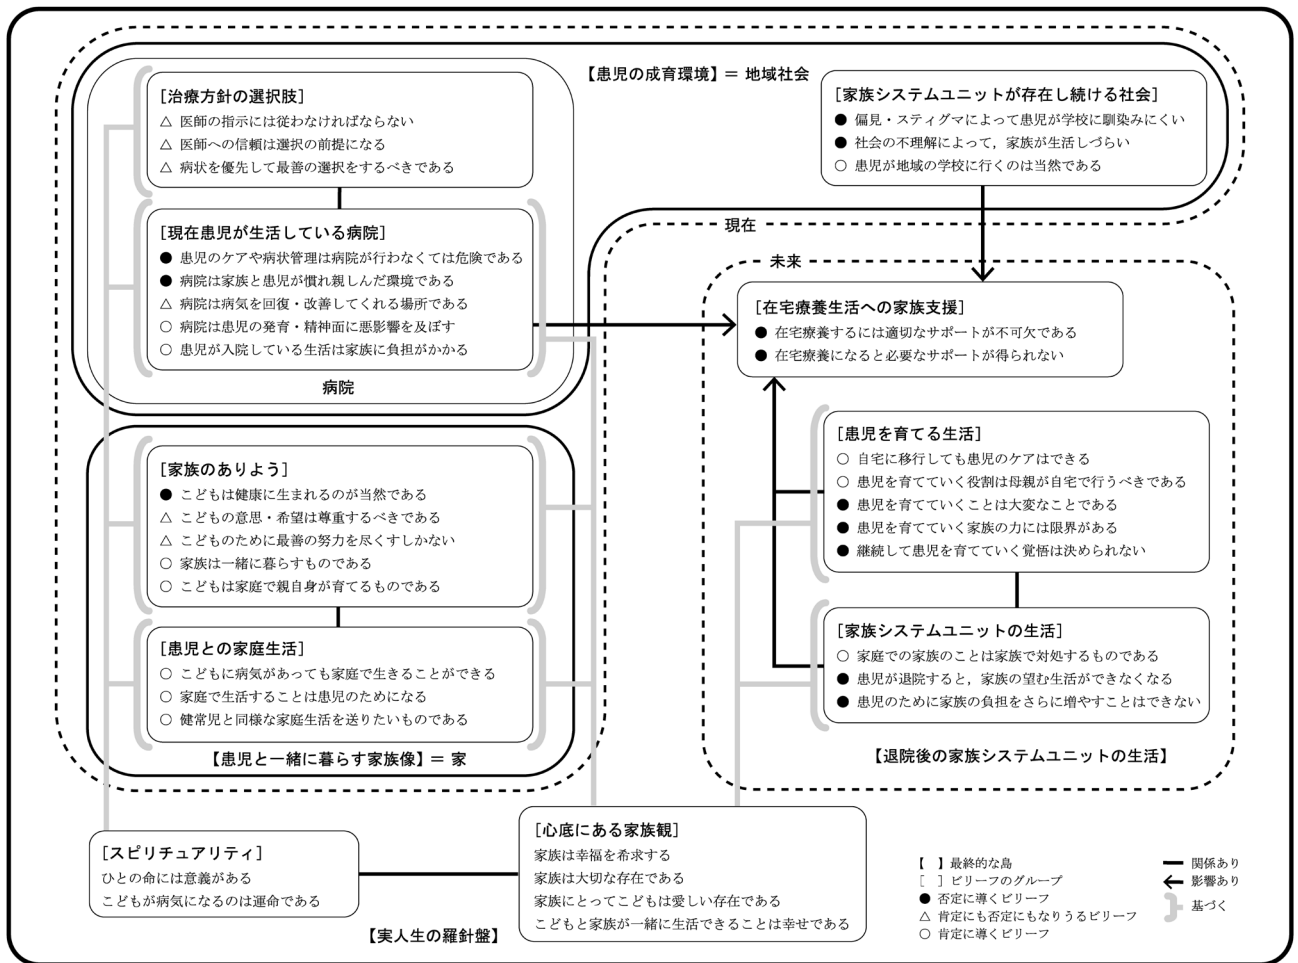 【患児の成育環境】＝ 地域社会
[治療方針の選択肢]
△ 医師の指示には従わなければならない
△ 医師への信頼は選択の前提になる
△ 病状を優先して最善の選択をするべきである
[現在患児が生活している病院]
● 患児のケアや病状管理は病院が行わなくては危険である
● 病院は家族と患児が慣れ親しんだ環境である
△ 病院は病気を回復・改善してくれる場所である
○ 病院は患児の発育・精神面に悪影響を及ぼす
○ 患児が入院している生活は家族に負担がかかる
病院
[家族システムユニットが存在し続ける社会]
● 偏見・スティグマによって患児が学校に馴染みにくい
● 社会の不理解によって，家族が生活しづらい
○ 患児が地域の学校に行くのは当然である
現在
未来
[在宅療養生活への家族支援]
● 在宅療養するには適切なサポートが不可欠である
● 在宅療養になると必要なサポートが得られない
[家族のありよう]
● こどもは健康に生まれるのが当然である
△ こどもの意思・希望は尊重するべきである
△ こどものために最善の努力を尽くすしかない
○ 家族は一緒に暮らすものである
○ こどもは家庭で親自身が育てるものである
[患児との家庭生活]
○ こどもに病気があっても家庭で生きることができる
○ 家庭で生活することは患児のためになる
○ 健常児と同様な家庭生活を送りたいものである
【患児と一緒に暮らす家族像】＝ 家
[患児を育てる生活]
○ 自宅に移行しても患児のケアはできる
○ 患児を育てていく役割は母親が自宅で行うべきである
● 患児を育てていくことは大変なことである
● 患児を育てていく家族の力には限界がある
● 継続して患児を育てていく覚悟は決められない
[家族システムユニットの生活]
○ 家庭での家族のことは家族で対処するものである
● 患児が退院すると，家族の望む生活ができなくなる
● 患児のために家族の負担をさらに増やすことはできない
【退院後の家族システムユニットの生活】
[スピリチュアリティ]
ひとの命には意義がある
こどもが病気になるのは運命である
[心底にある家族観]
家族は幸福を希求する
家族は大切な存在である
家族にとってこどもは愛しい存在である
こどもと家族が一緒に生活できることは幸せである
【実人生の羅針盤】
【　】最終的な島
［　］ビリーフのグループ
● 否定に導くビリーフ
△ 肯定にも否定にもなりうるビリーフ
○ 肯定に導くビリーフ
関係あり
影響あり
基づく